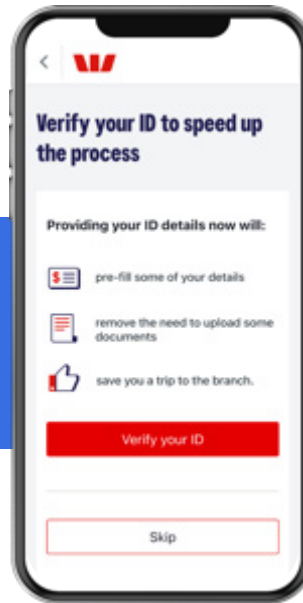 Verify your ID to speed up
the process
Providing your ID details now will:
pre-fill some of your details
remove the need to upload some
documents
save you a trip to the branch.
Verify your ID
Skip